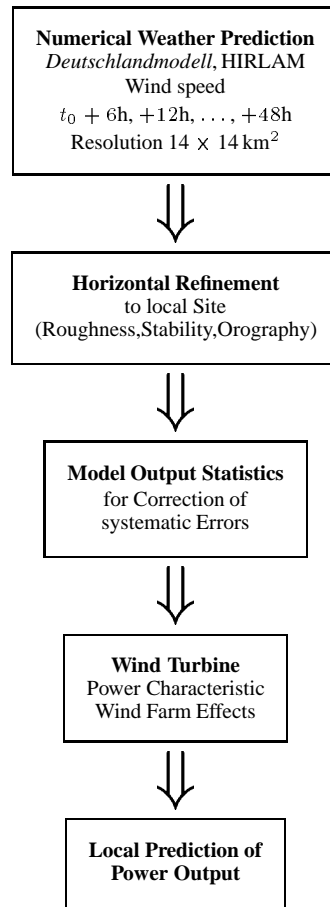 Numerical Weather Prediction
Deutschlandmodell, HIRLAM
Wind speed
t₀ + 6h, +12h, . . . , +48h
Resolution 14 × 14 km²
Horizontal Refinement
to local Site
(Roughness,Stability,Orography)
Model Output Statistics
for Correction of
systematic Errors
Wind Turbine
Power Characteristic
Wind Farm Effects
Local Prediction of
Power Output